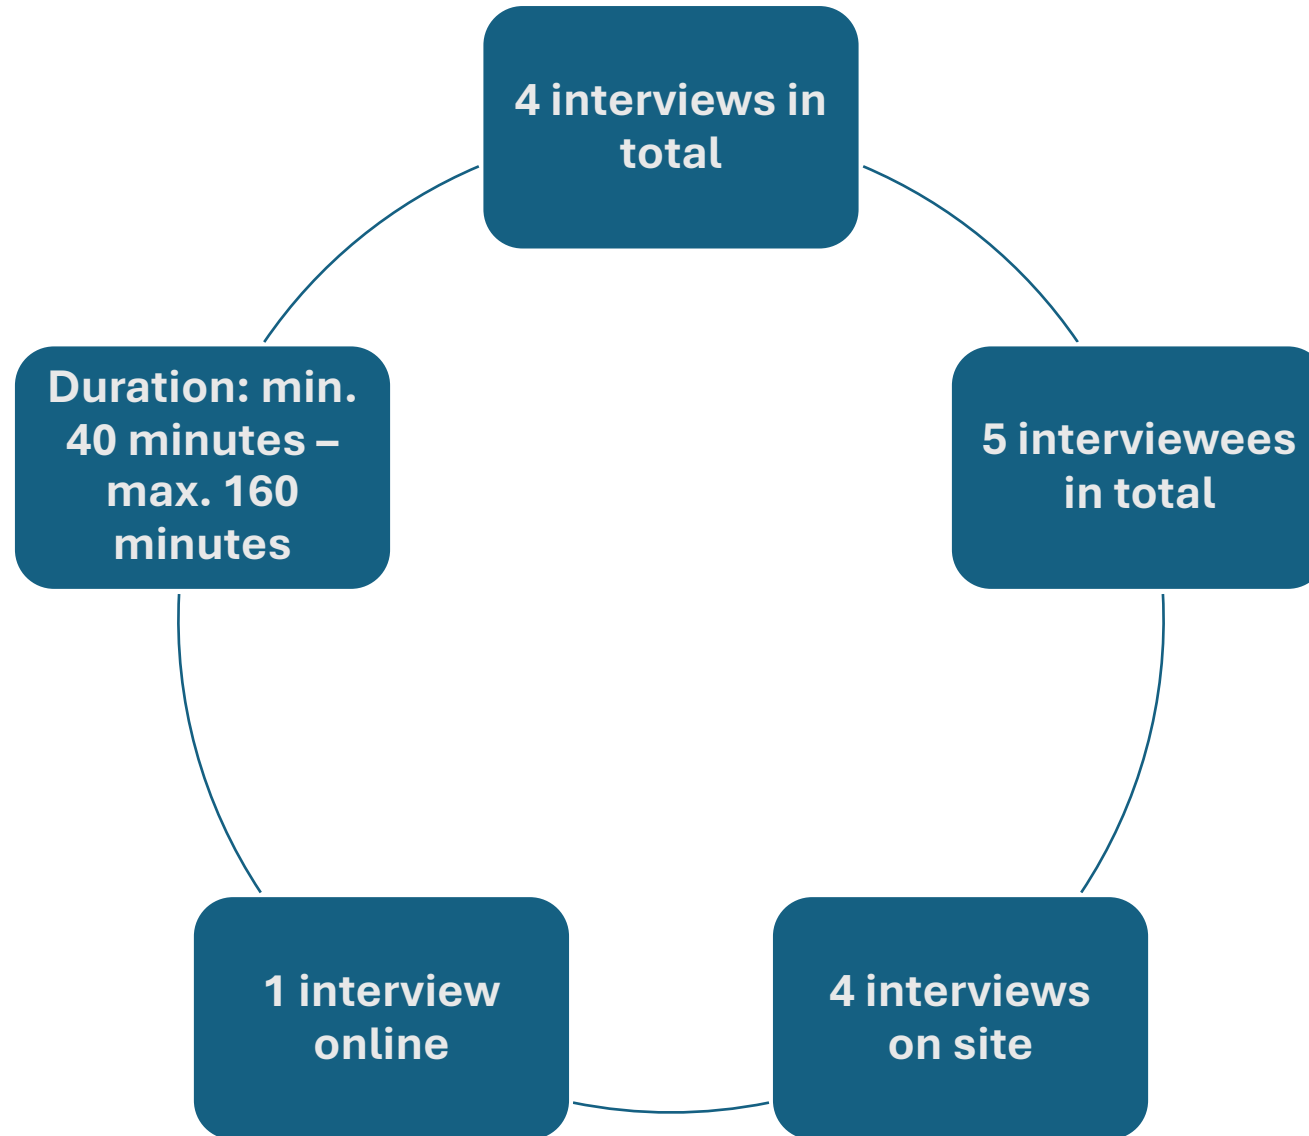 4 interviews in
total
5 interviewees
in total
4 interviews
on site
1 interview
online
Duration: min.
40 minutes –
max. 160
minutes